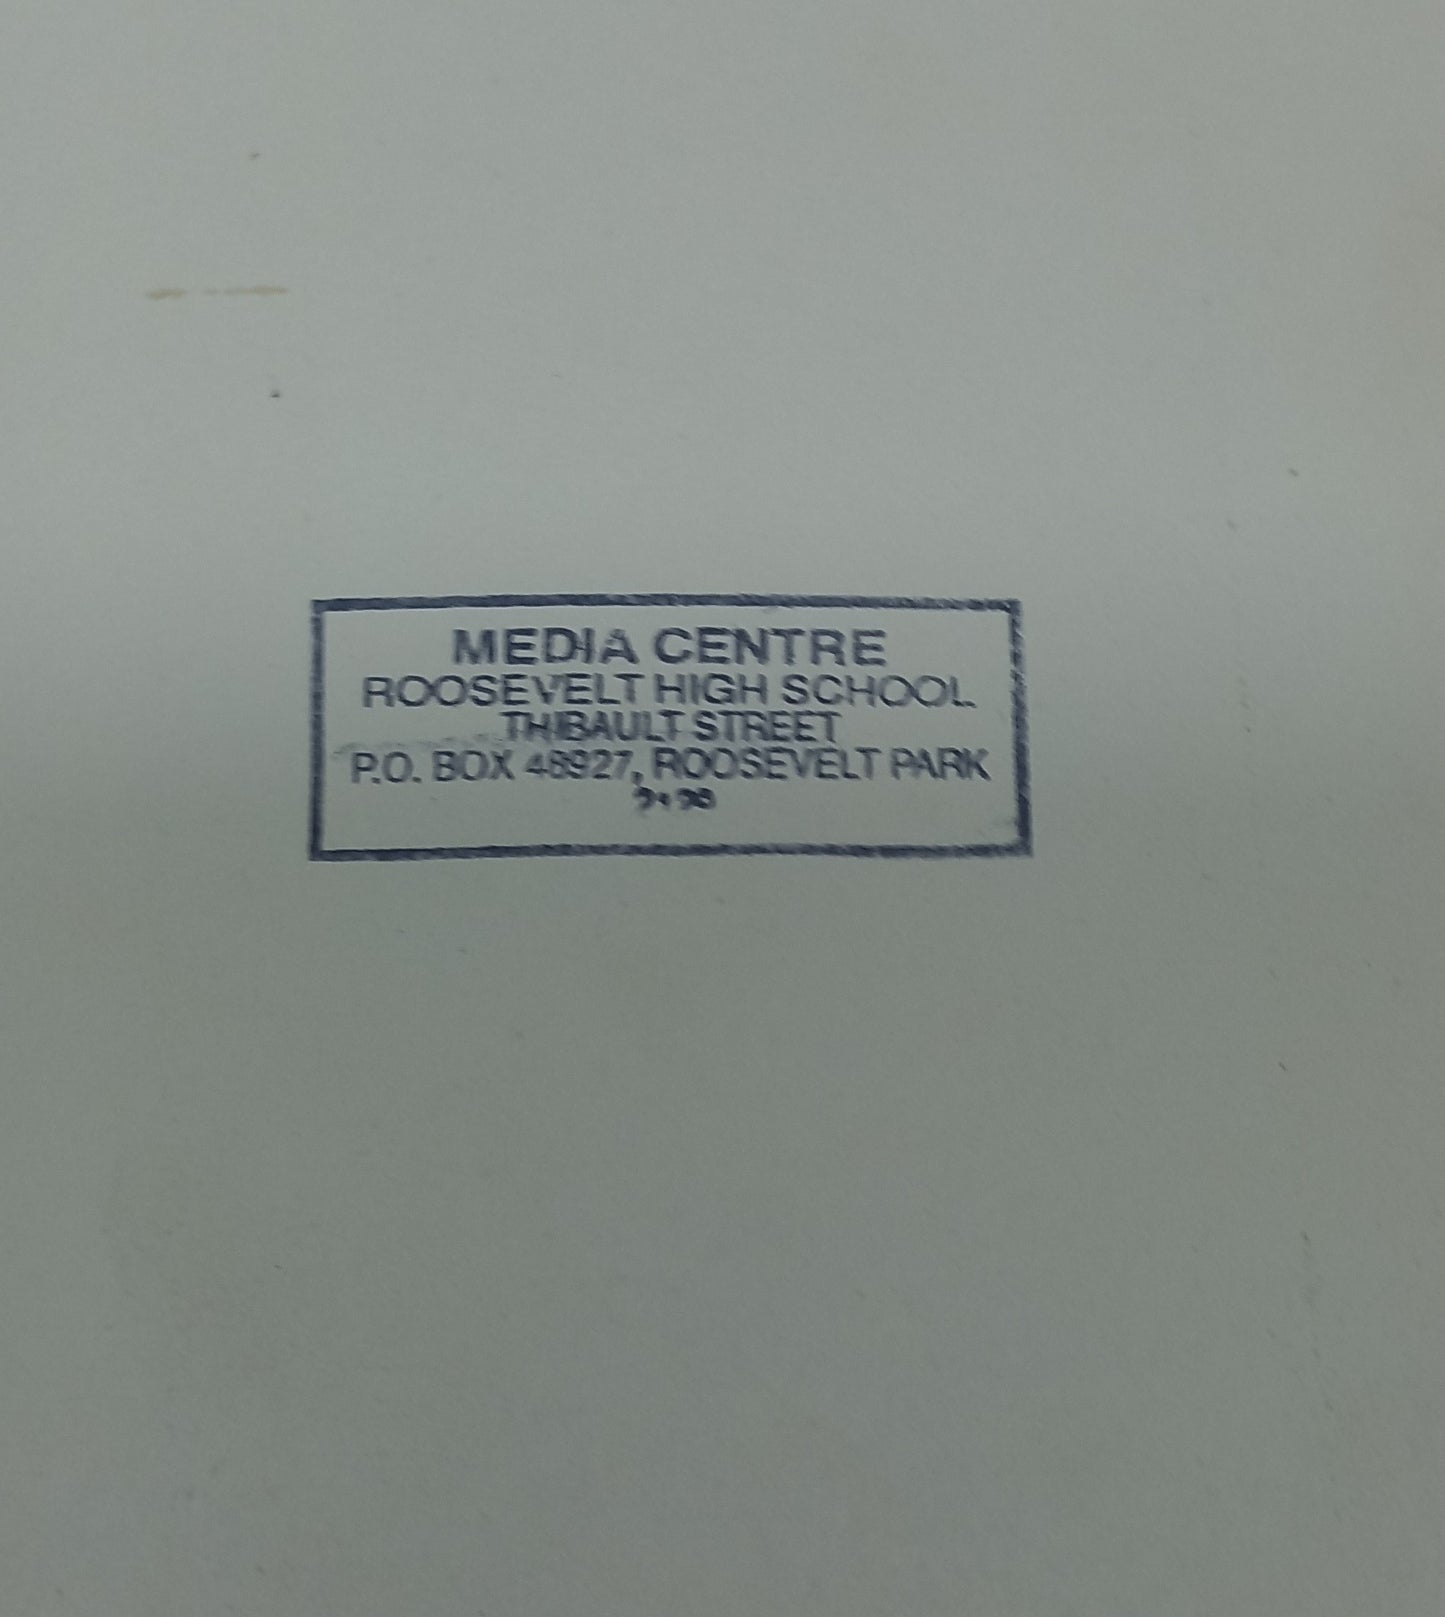 MEDIA CENTRE
ROOSEVELT HIGH SCHOOL
THIBAULT STREET
P.O. BOX 48927, ROOSEVELT PARK